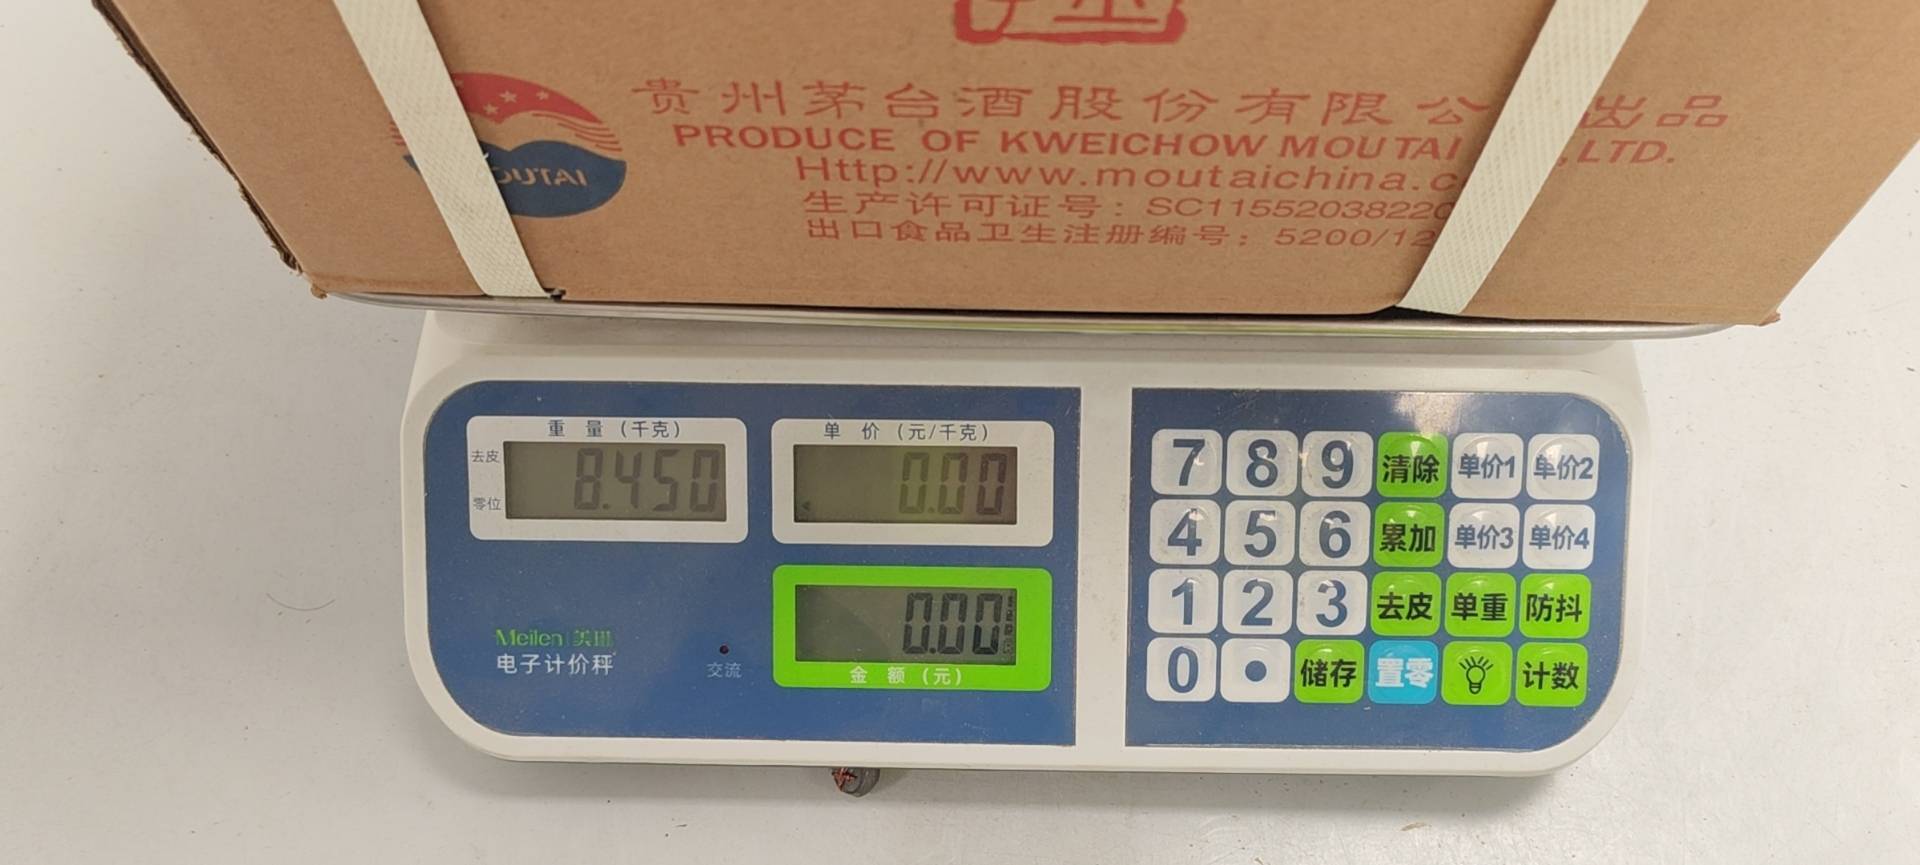 贵州茅台酒股份有限公 出品
PRODUCE OF KWEICHOW MOUTAI , LTD.
MOUTAI
Http://www.moutaichina.c
生产许可证号：SC1155203822
出口食品卫生注册编号：5200/12
重 量 (千克)
去皮
零位
8.450
单 价 (元/千克)
0.00
0.00
金 额 (元)
Meilen 美
电子计价秤
交流
7 8 9 清除 单价1 单价2
4 5 6 累加 单价3 单价4
1 2 3 去皮 单重 防抖
0 • 储存 置零 计数